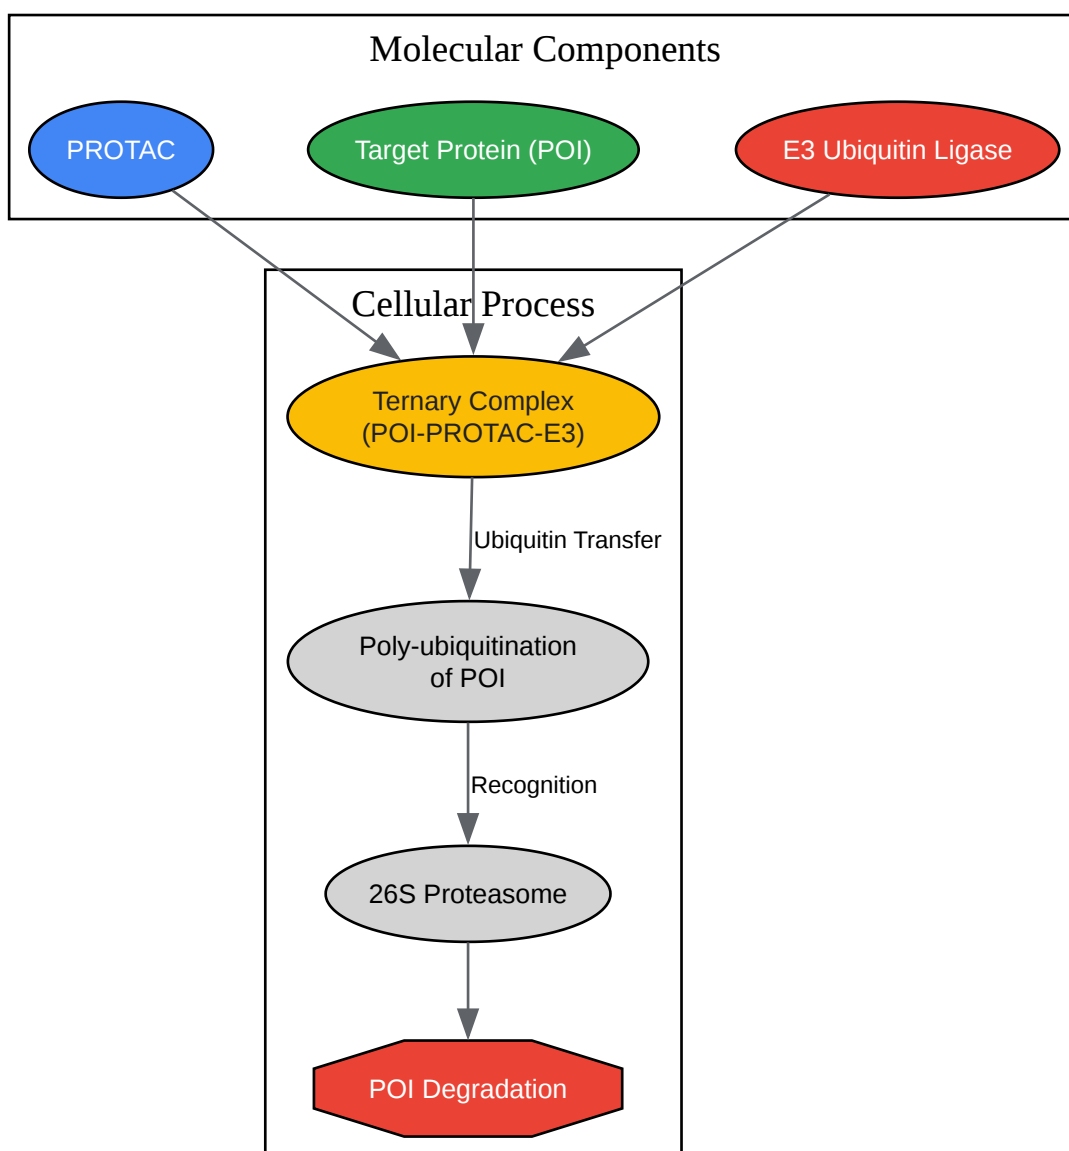 Molecular Components
PROTAC
Target Protein (POI)
E3 Ubiquitin Ligase
Cellular Process
Ternary Complex
(POI-PROTAC-E3)
Ubiquitin Transfer
Poly-ubiquitination
of POI
Recognition
26S Proteasome
POI Degradation